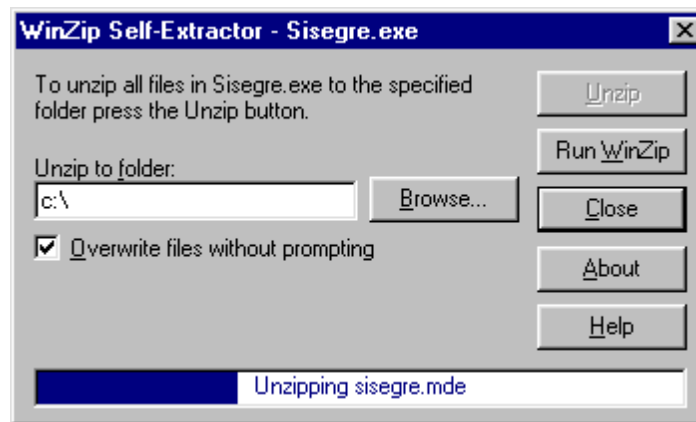 WinZip Self-Extractor - Sisegre.exe
To unzip all files in Sisegre.exe to the specified
folder press the Unzip button.
Unzip
Run WinZip
Unzip to folder:
c:\
Browse...
Close
Overwrite files without prompting
About
Help
Unzipping sisegre.mde